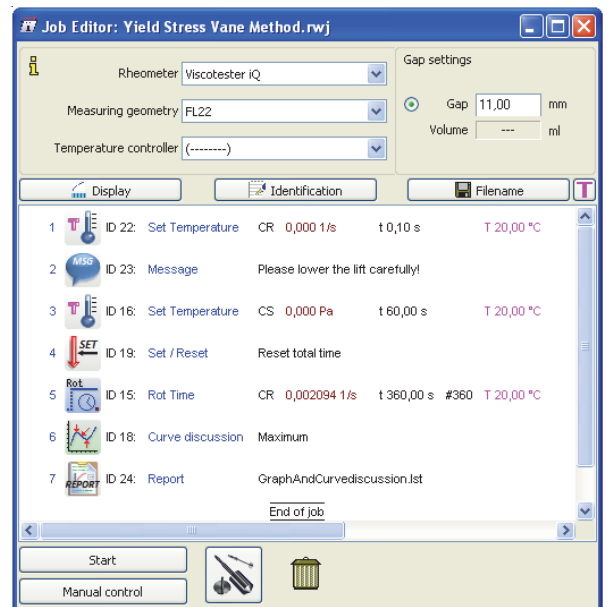 Job Editor: Yield Stress Vane Method.rwj
Rheometer Viscotester iQ
Measuring geometry FL22
Temperature controller (--------)
Gap settings
Gap 11,00 mm
Volume --- ml
Display Identification Filename T
1 T ID 22: Set Temperature CR 0,000 1/s t 0,10 s T 20,00 °C
2 MSG ID 23: Message Please lower the lift carefully!
3 T ID 16: Set Temperature CS 0,000 Pa t 60,00 s T 20,00 °C
4 SET ID 19: Set / Reset Reset total time
5 Rot ID 15: Rot Time CR 0,002094 1/s t 360,00 s #360 T 20,00 °C
6 ID 18: Curve discussion Maximum
7 REPORT ID 24: Report GraphAndCurvediscussion.lst
End of job
Start
Manual control